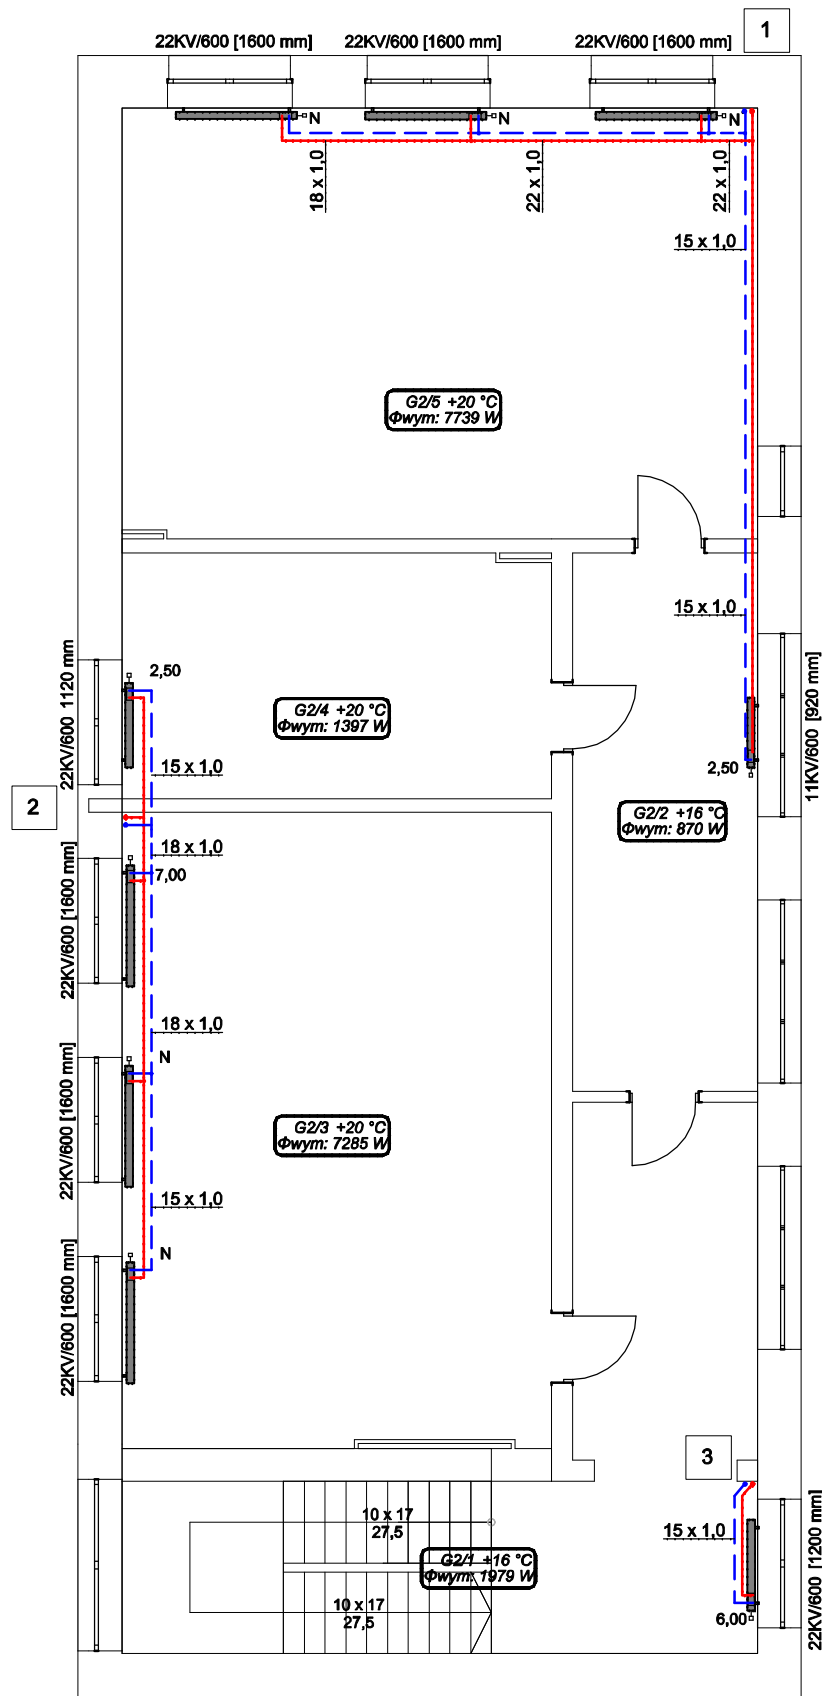 1
22KV/600 [1600 mm]
22KV/600 [1600 mm]
22KV/600 [1600 mm]
N
N
N
18 x 1,0
22 x 1,0
22 x 1,0
15 x 1,0
G2/5 +20 °C
Φwym: 7739 W
15 x 1,0
22KV/600 1120 mm
2,50
G2/4 +20 °C
Φwym: 1397 W
11KV/600 [920 mm]
15 x 1,0
2,50
2
G2/2 +16 °C
Φwym: 870 W
18 x 1,0
7,00
22KV/600 [1600 mm]
18 x 1,0
N
22KV/600 [1600 mm]
G2/3 +20 °C
Φwym: 7285 W
15 x 1,0
N
22KV/600 [1600 mm]
3
10 x 17
27,5
15 x 1,0
G2/1 +16 °C
Φwym: 1979 W
22KV/600 [1200 mm]
10 x 17
27,5
6,00